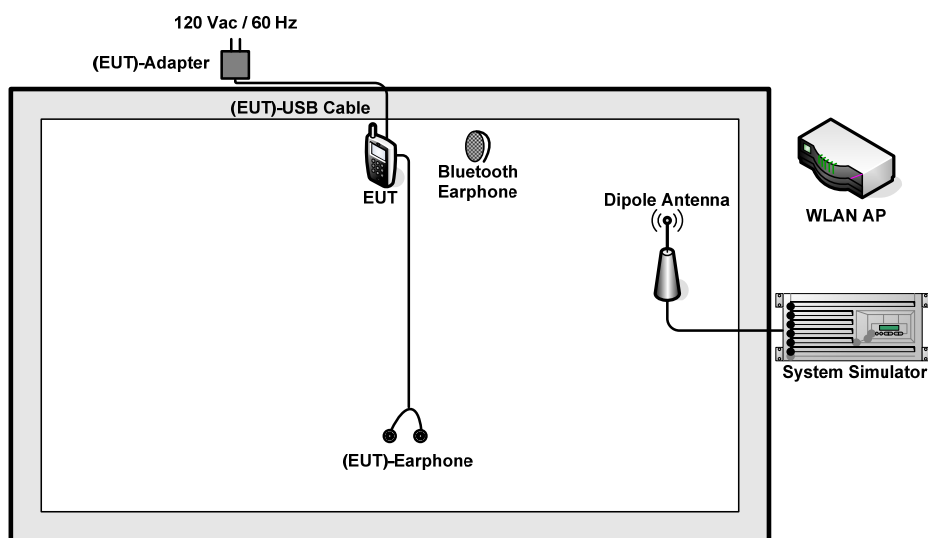 120 Vac / 60 Hz
(EUT)-Adapter
(EUT)-USB Cable
EUT
Bluetooth
Earphone
Dipole Antenna
WLAN AP
System Simulator
(EUT)-Earphone